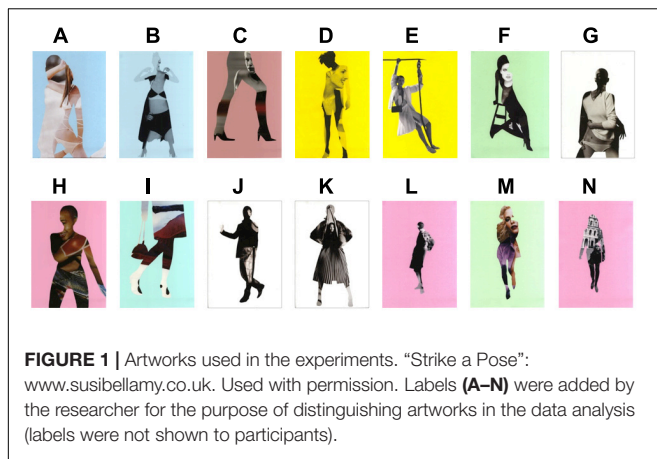 A B C D E F G
H I J K L M N
FIGURE 1 | Artworks used in the experiments. “Strike a Pose”:
www.susibellamy.co.uk. Used with permission. Labels (A–N) were added by
the researcher for the purpose of distinguishing artworks in the data analysis
(labels were not shown to participants).